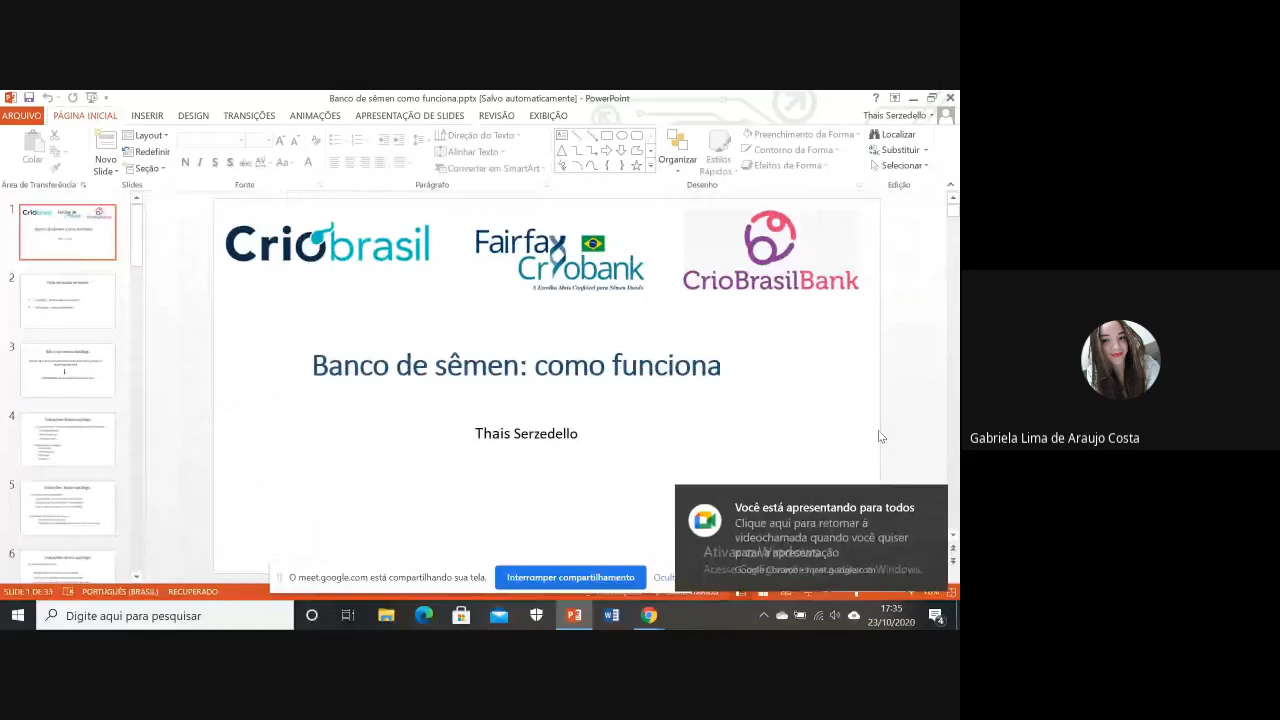 Banco de sêmen como funciona.pptx [Salvo automaticamente] - PowerPoint
ARQUIVO PÁGINA INICIAL INSERIR DESIGN TRANSIÇÕES ANIMAÇÕES APRESENTAÇÃO DE SLIDES REVISÃO EXIBIÇÃO Thais Serzedello
Colar
Novo Slide
Layout
Redefinir
Seção
Direção do Texto
Alinhar Texto
Converter em SmartArt
Organizar
Estilos Rápidos
Preenchimento da Forma
Contorno da Forma
Efeitos de Forma
Localizar
Substituir
Selecionar
Área de Transferência Slides Fonte Parágrafo Desenho Edição
1
2
3
4
5
6
Criobrasil
Fairfax Cryobank
A Escolha Mais Confiável para Sêmen Doado
CrioBrasilBank
Banco de sêmen: como funciona
Thais Serzedello
Gabriela Lima de Araujo Costa
Você está apresentando para todos
Clique aqui para retornar à
videochamada quando você quiser
parar a apresentação
O meet.google.com está compartilhando sua tela. Interromper compartilhamento
SLIDE 1 DE 33 PORTUGUÊS (BRASIL) RECUPERADO
Digite aqui para pesquisar
17:35
23/10/2020